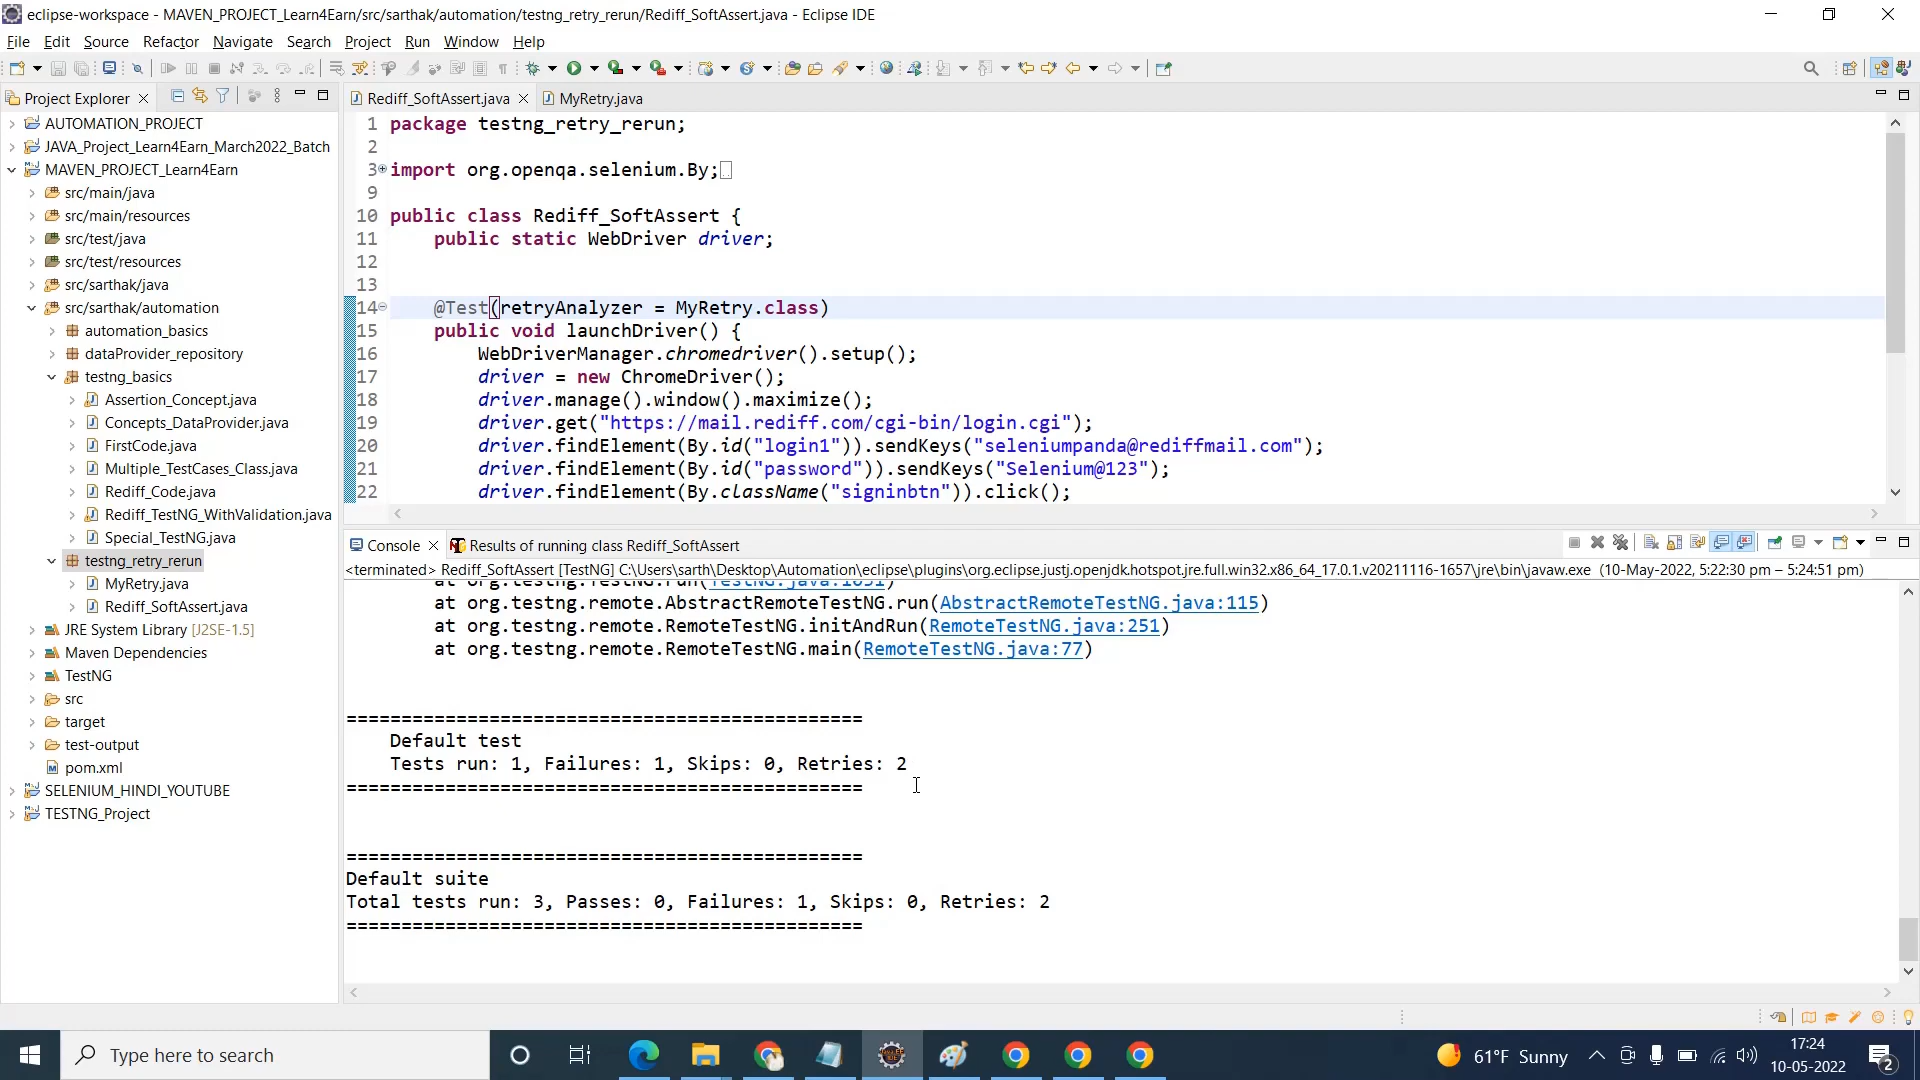 eclipse-workspace - MAVEN_PROJECT_Learn4Earn/src/sarthak/automation/testng_retry_rerun/Rediff_SoftAssert.java - Eclipse IDE
File Edit Source Refactor Navigate Search Project Run Window Help
Project Explorer
AUTOMATION_PROJECT
JAVA_Project_Learn4Earn_March2022_Batch
MAVEN_PROJECT_Learn4Earn
src/main/java
src/main/resources
src/test/java
src/test/resources
src/sarthak/java
src/sarthak/automation
automation_basics
dataProvider_repository
testng_basics
Assertion_Concept.java
Concepts_DataProvider.java
FirstCode.java
Multiple_TestCases_Class.java
Rediff_Code.java
Rediff_TestNG_WithValidation.java
Special_TestNG.java
testng_retry_rerun
MyRetry.java
Rediff_SoftAssert.java
JRE System Library [J2SE-1.5]
Maven Dependencies
TestNG
src
target
test-output
pom.xml
SELENIUM_HINDI_YOUTUBE
TESTNG_Project
Rediff_SoftAssert.java MyRetry.java
1 package testng_retry_rerun;
2
3 import org.openqa.selenium.By;
9
10 public class Rediff_SoftAssert {
11 public static WebDriver driver;
12
13
14 @Test(retryAnalyzer = MyRetry.class)
15 public void launchDriver() {
16 WebDriverManager.chromedriver().setup();
17 driver = new ChromeDriver();
18 driver.manage().window().maximize();
19 driver.get("https://mail.rediff.com/cgi-bin/login.cgi");
20 driver.findElement(By.id("login1")).sendKeys("seleniumpanda@rediffmail.com");
21 driver.findElement(By.id("password")).sendKeys("Selenium@123");
22 driver.findElement(By.className("signinbtn")).click();
Console Results of running class Rediff_SoftAssert
<terminated> Rediff_SoftAssert [TestNG] C:\Users\sarth\Desktop\Automation\eclipse\plugins\org.eclipse.justj.openjdk.hotspot.jre.full.win32.x86_64_17.0.1.v20211116-1657\jre\bin\javaw.exe (10-May-2022, 5:22:30 pm – 5:24:51 pm)
at org.testng.TestNG.run(TestNG.java:1031)
at org.testng.remote.AbstractRemoteTestNG.run(AbstractRemoteTestNG.java:115)
at org.testng.remote.RemoteTestNG.initAndRun(RemoteTestNG.java:251)
at org.testng.remote.RemoteTestNG.main(RemoteTestNG.java:77)
===============================================
Default test
Tests run: 1, Failures: 1, Skips: 0, Retries: 2
===============================================
===============================================
Default suite
Total tests run: 3, Passes: 0, Failures: 1, Skips: 0, Retries: 2
===============================================
Type here to search
61°F Sunny
17:24
10-05-2022
2